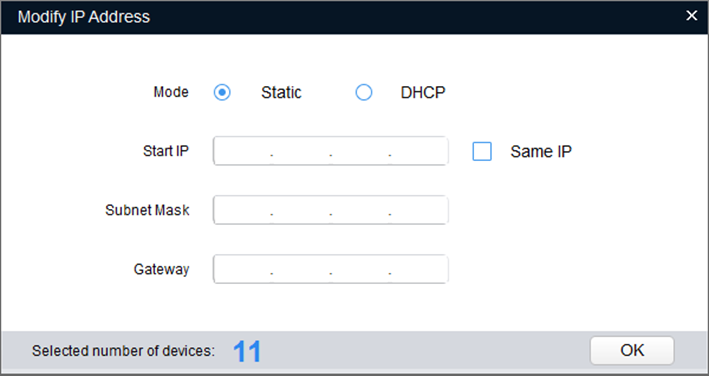 Modify IP Address
Mode Static DHCP
Start IP . . . Same IP
Subnet Mask . . .
Gateway . . .
Selected number of devices: 11 OK